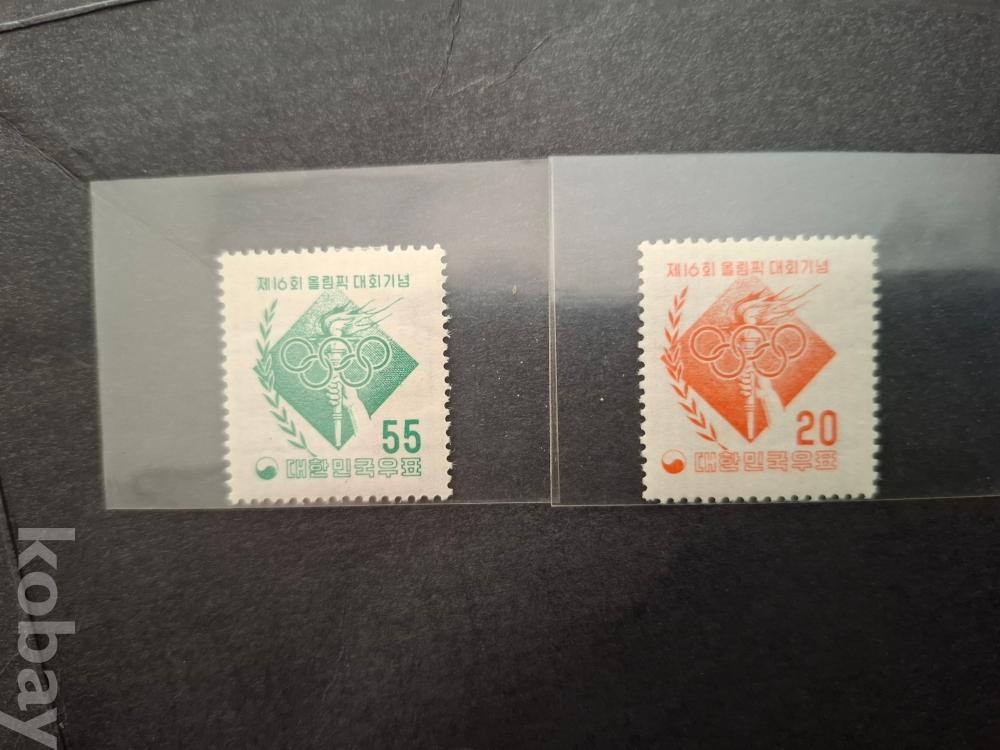 제16회 올림픽 대회기념
55
대한민국우표
제16회 올림픽 대회기념
20
대한민국우표
kobay